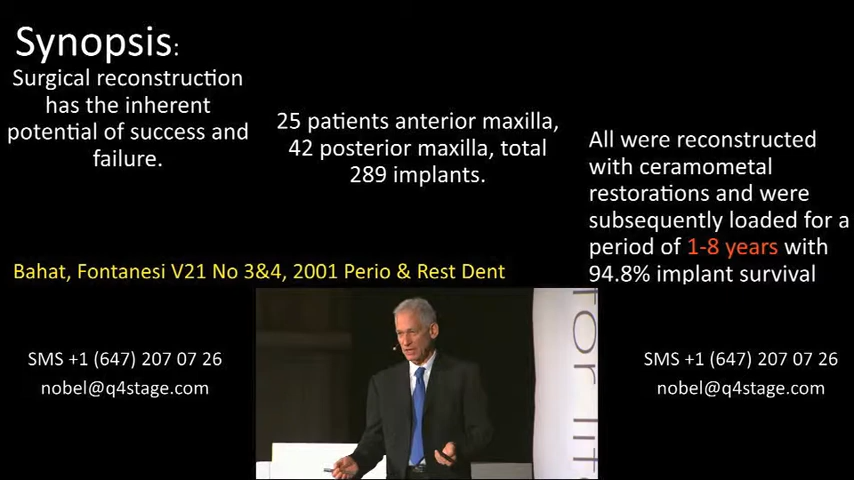 Synopsis:
Surgical reconstruction
has the inherent
potential of success and
failure.
25 patients anterior maxilla,
42 posterior maxilla, total
289 implants.
All were reconstructed
with ceramometal
restorations and were
subsequently loaded for a
period of 1-8 years with
94.8% implant survival
Bahat, Fontanesi V21 No 3&4, 2001 Perio & Rest Dent
SMS +1 (647) 207 07 26
nobel@q4stage.com
for life
SMS +1 (647) 207 07 26
nobel@q4stage.com